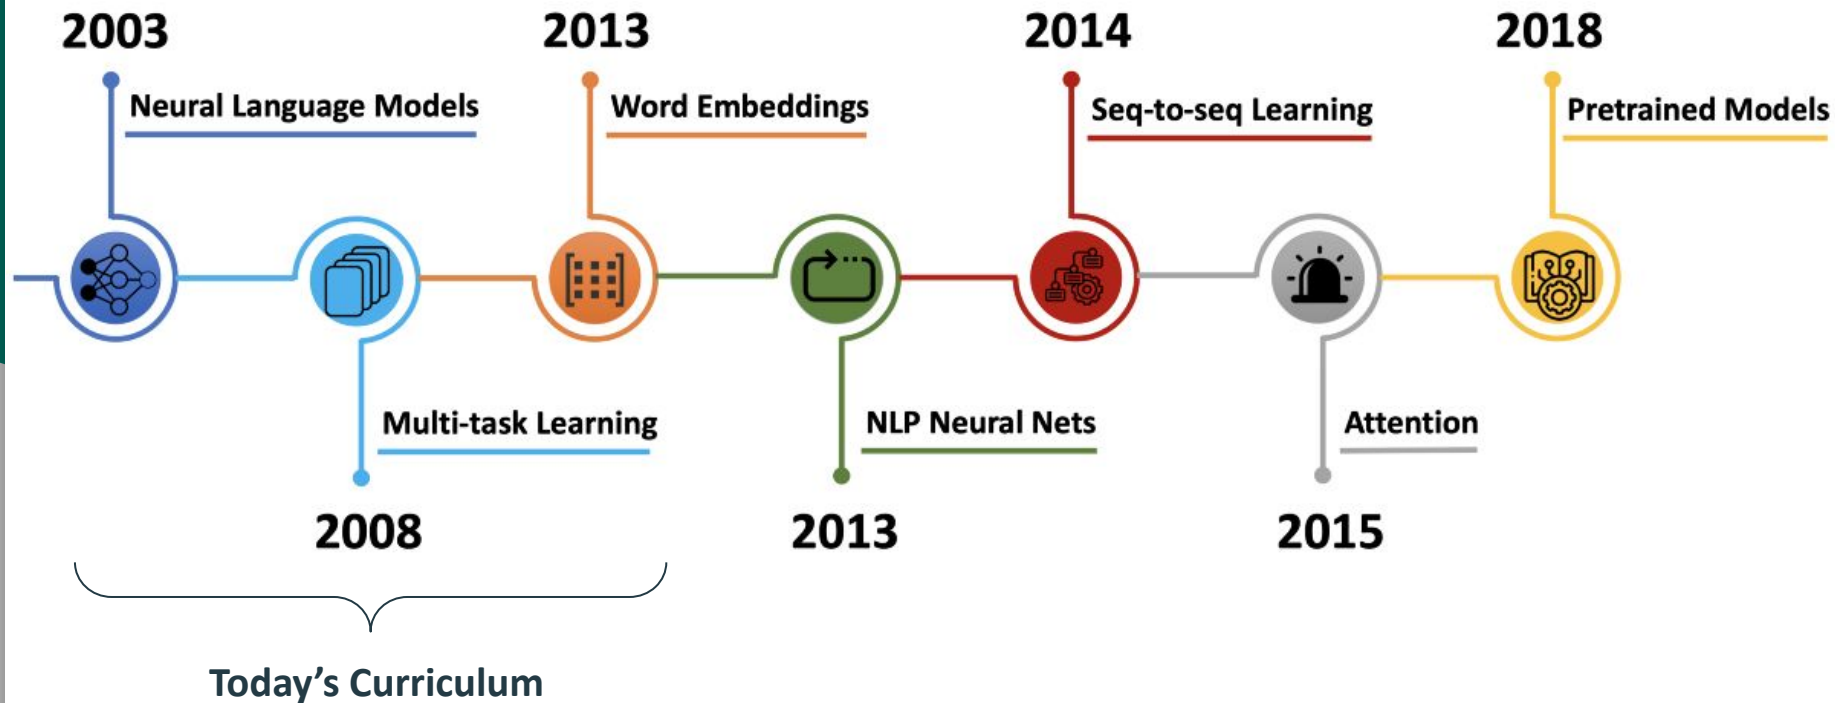 2003
2013
2014
2018
Neural Language Models
Word Embeddings
Seq-to-seq Learning
Pretrained Models
Multi-task Learning
NLP Neural Nets
Attention
2008
2013
2015
Today’s Curriculum